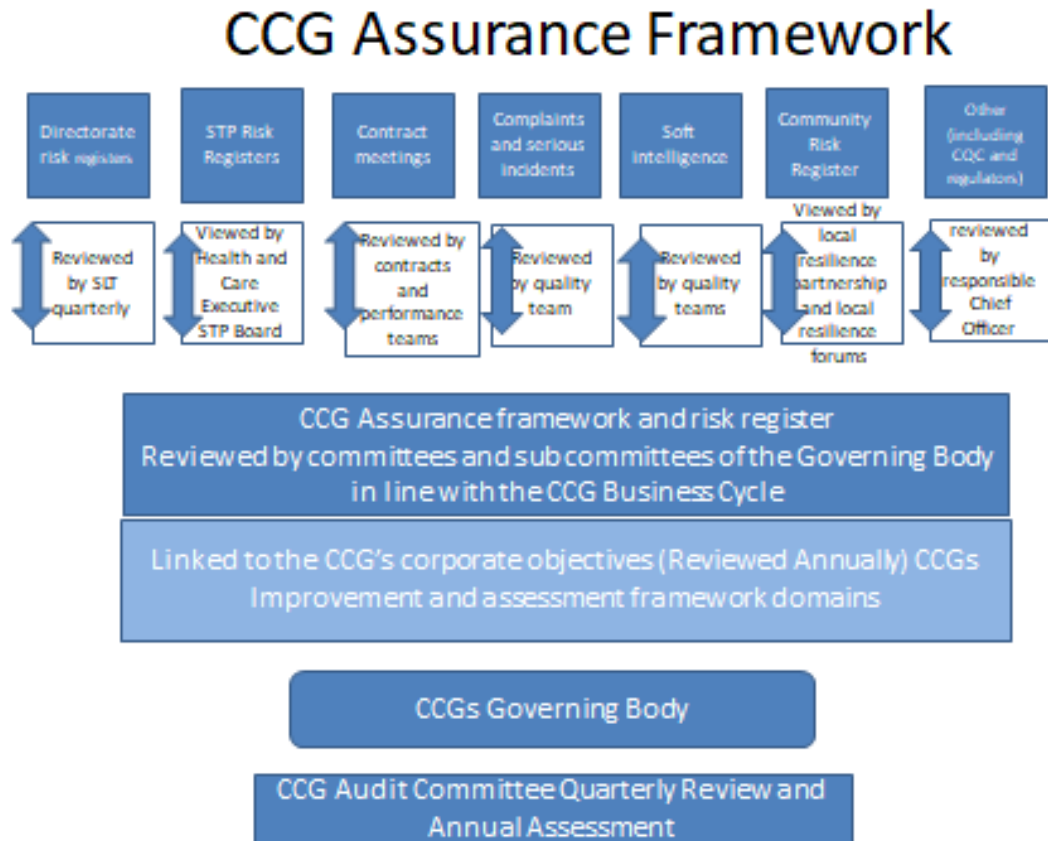 CCG Assurance Framework
Directorate
risk registers
STP Risk
Registers
Contract
meetings
Complaints
and serious
incidents
Soft
intelligence
Community
Risk
Register
Other
(including
CQC and
regulators)
Reviewed
by SLT
quarterly
Viewed by
Health and
Care
Executive
STP Board
Reviewed by
contracts
and
performance
teams
Reviewed
by quality
team
Reviewed
by quality
teams
Viewed by
local
resilience
partnership
and local
resilience
forums
reviewed
by
responsible
Chief
Officer
CCG Assurance framework and risk register
Reviewed by committees and sub committees of the Governing Body
in line with the CCG Business Cycle
Linked to the CCG's corporate objectives (Reviewed Annually) CCGs
Improvement and assessment framework domains
CCGs Governing Body
CCG Audit Committee Quarterly Review and
Annual Assessment